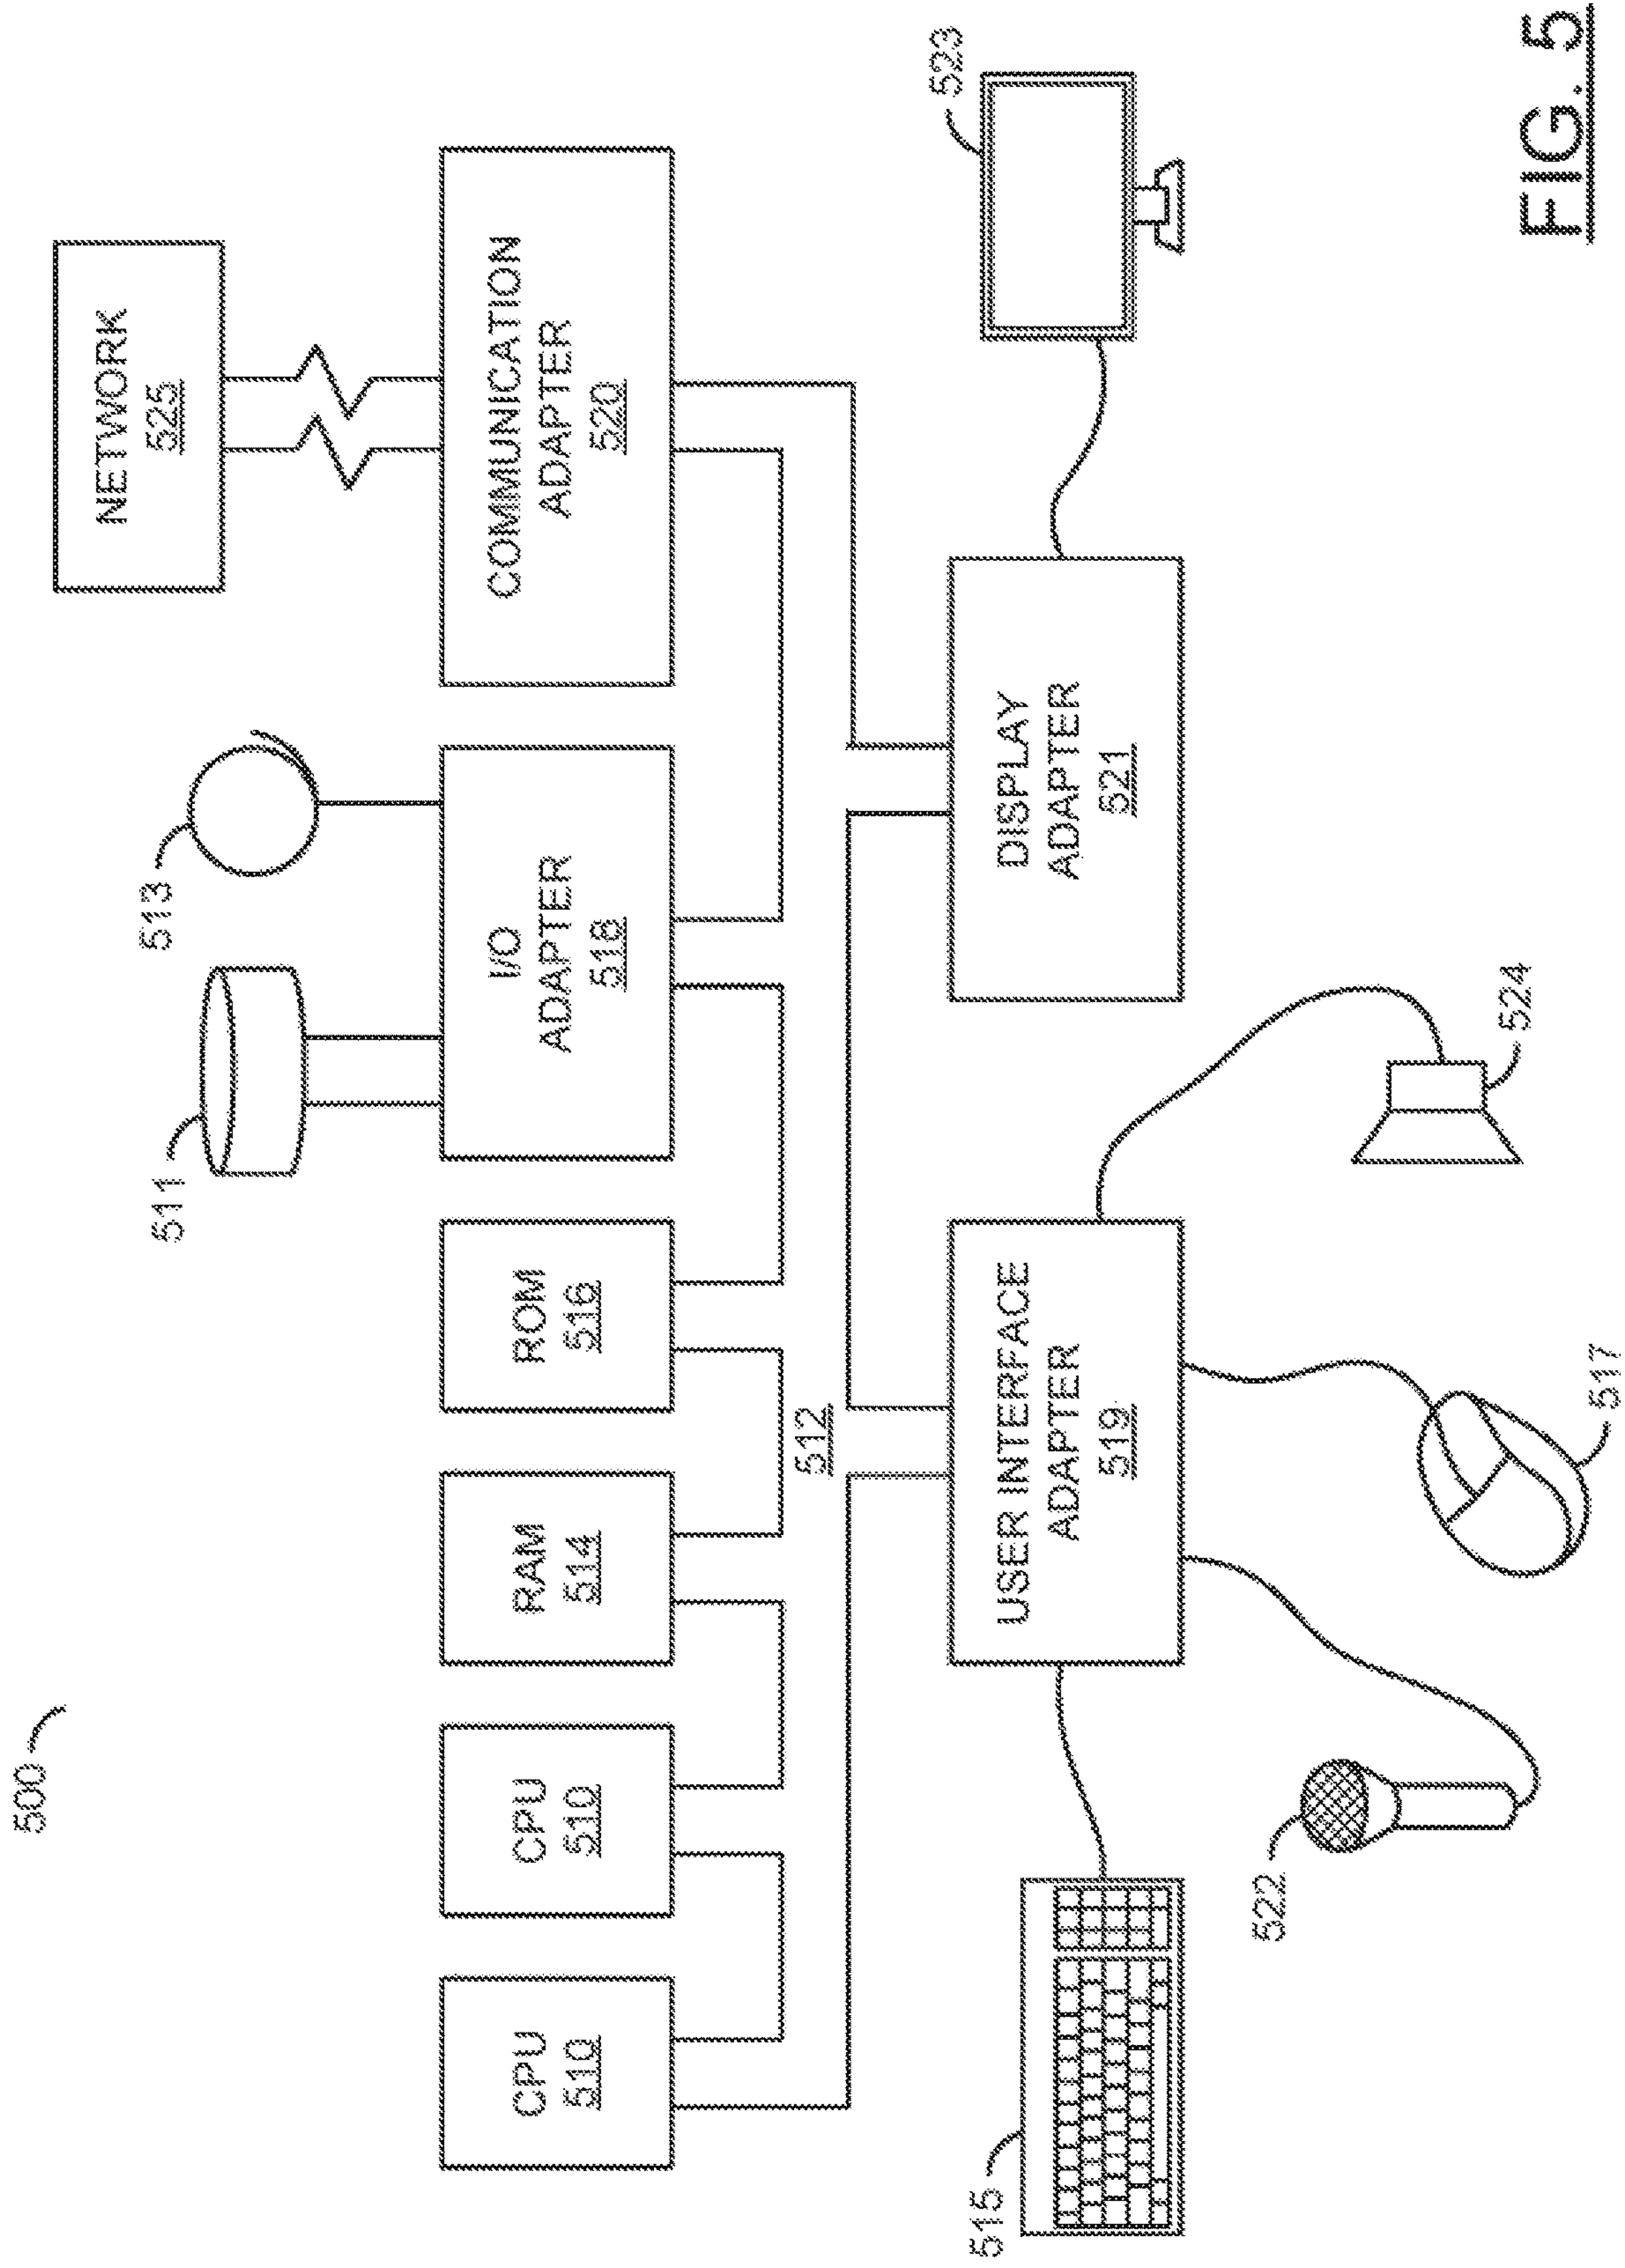 500
511
513
NETWORK
525
CPU
510
CPU
510
RAM
514
ROM
516
I/O
ADAPTER
518
COMMUNICATION
ADAPTER
520
512
515
USER INTERFACE
ADAPTER
519
DISPLAY
ADAPTER
521
523
522
517
524
FIG. 5